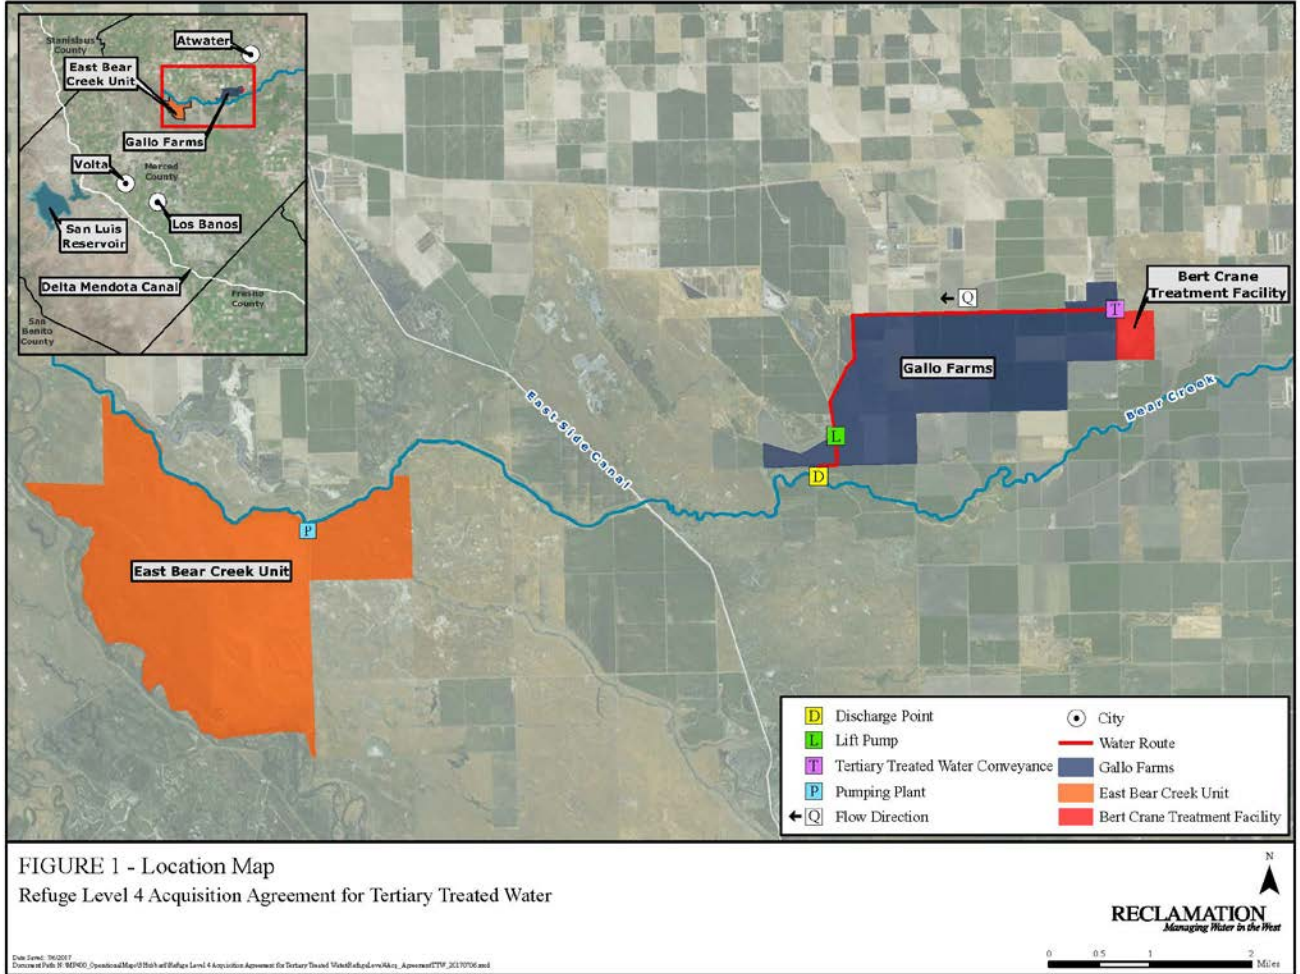 Stanislaus
County
Atwater
East Bear
Creek Unit
Gallo Farms
Volta
Merced
County
Los Banos
San Luis
Reservoir
Delta Mendota Canal
Fresno
County
San
Benito
County
Bert Crane
Treatment Facility
Q
T
Gallo Farms
Bear Creek
East Side Canal
L
D
P
East Bear Creek Unit
D Discharge Point
L Lift Pump
T Tertiary Treated Water Conveyance
P Pumping Plant
Q Flow Direction
City
Water Route
Gallo Farms
East Bear Creek Unit
Bert Crane Treatment Facility
FIGURE 1 - Location Map
Refuge Level 4 Acquisition Agreement for Tertiary Treated Water
N
RECLAMATION
Managing Water in the West
0 0.5 1 2
Miles